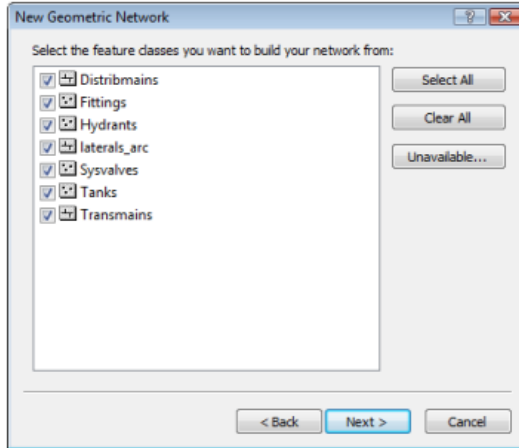 New Geometric Network
Select the feature classes you want to build your network from:
Distribmains
Fittings
Hydrants
laterals_arc
Sysvalves
Tanks
Transmains
Select All
Clear All
Unavailable...
< Back
Next >
Cancel